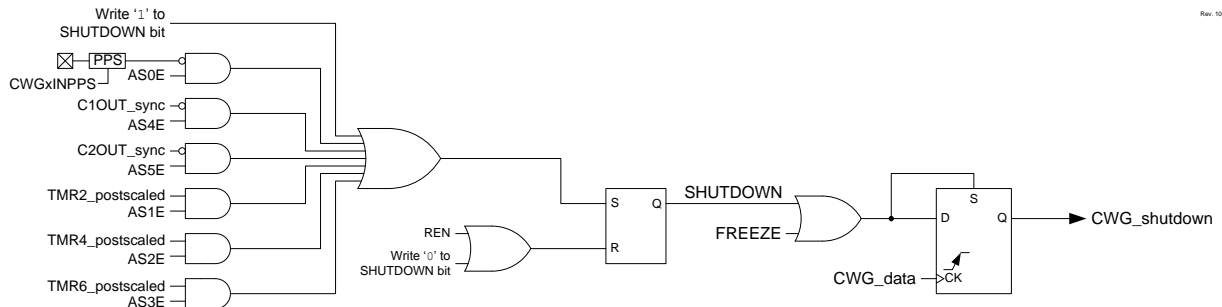 Write ‘1’ to
SHUTDOWN bit
Rev. 10
PPS
AS0E
CWGxINPPS
C1OUT_sync
AS4E
C2OUT_sync
AS5E
TMR2_postscaled
AS1E
TMR4_postscaled
AS2E
TMR6_postscaled
AS3E
REN
Write ‘0’ to
SHUTDOWN bit
S
Q
R
SHUTDOWN
FREEZE
S
D
Q
CWG_data
CK
CWG_shutdown